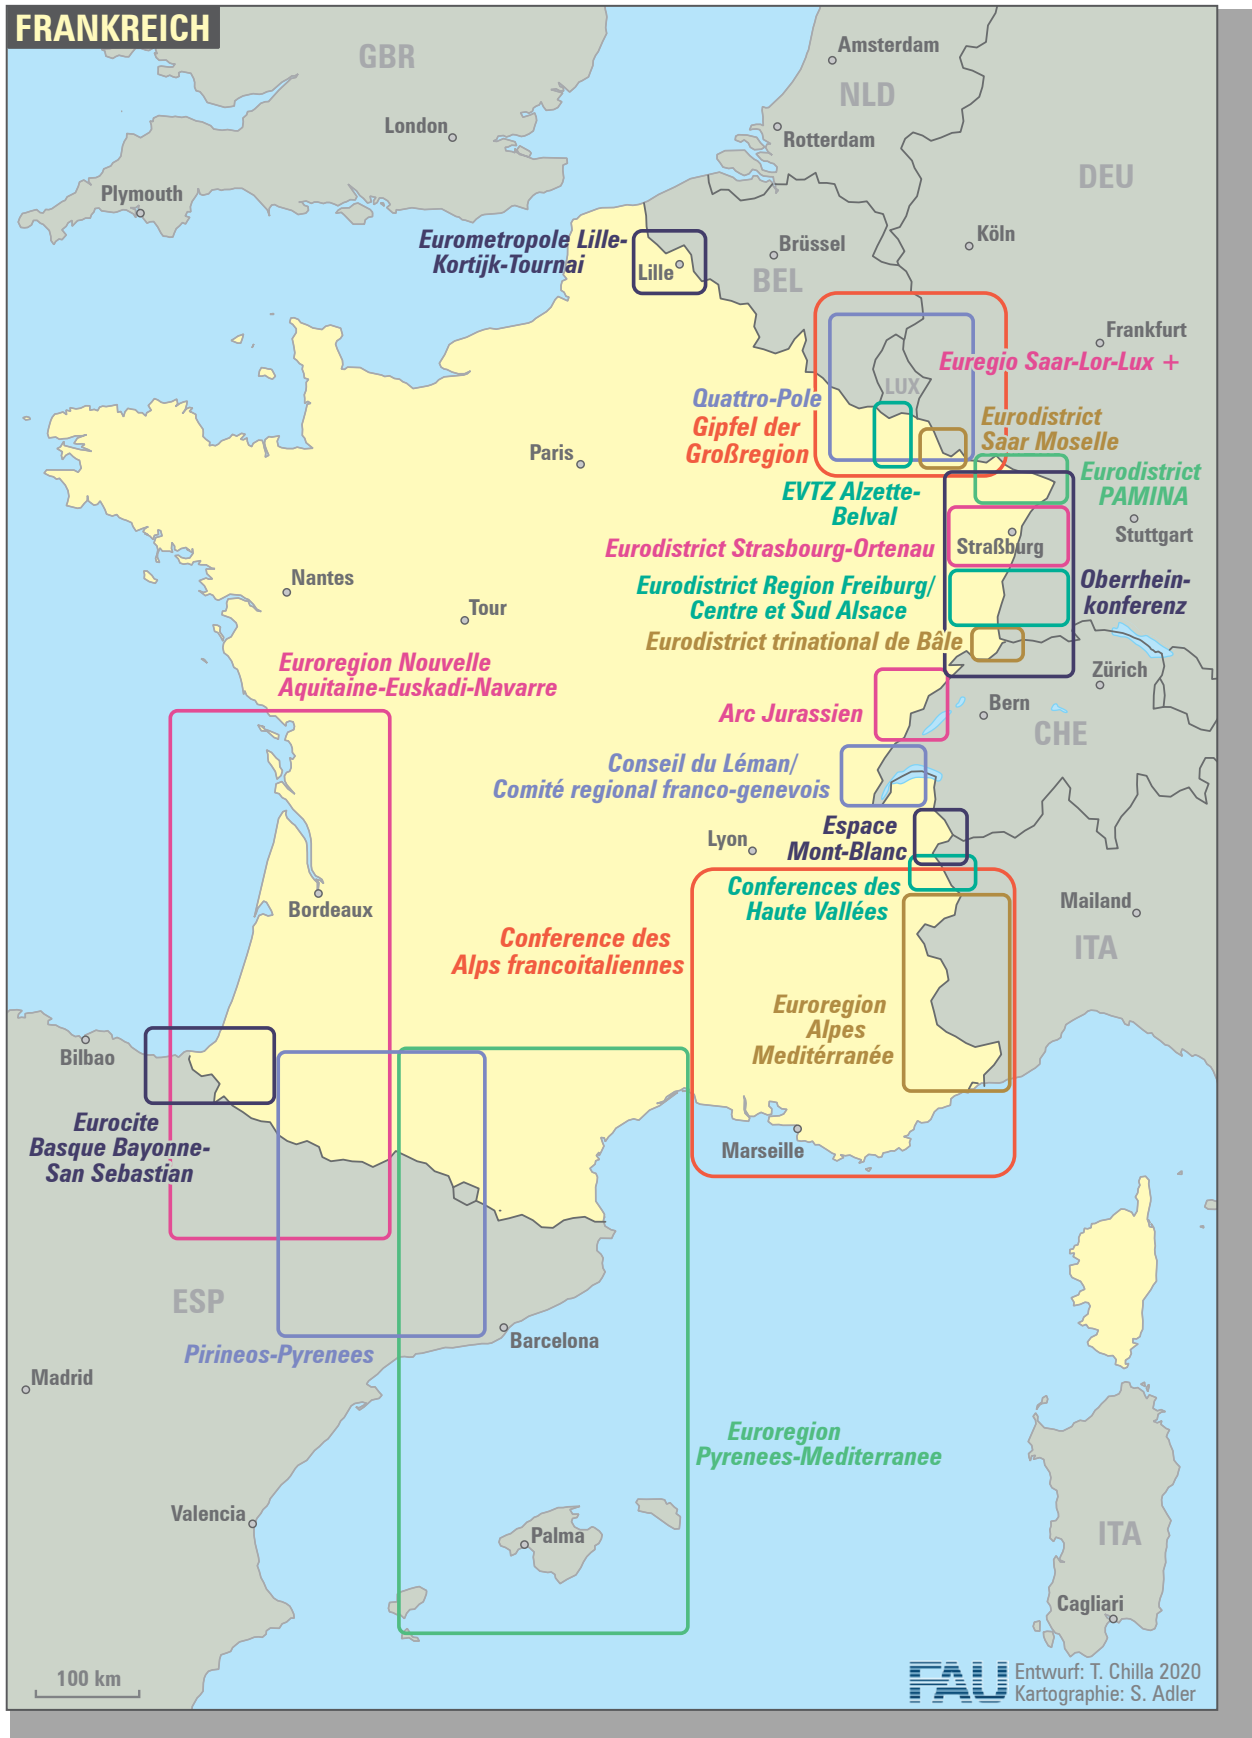 FRANKREICH
GBR
Amsterdam
NLD
London
Rotterdam
DEU
Plymouth
Eurometropole Lille-
Kortijk-Tournai
Lille
Brüssel
Köln
BEL
Frankfurt
Euregio Saar-Lor-Lux +
LUX
Quattro-Pole
Gipfel der
Großregion
Eurodistrict
Saar Moselle
Paris
Eurodistrict
PAMINA
EVTZ Alzette-
Belval
Stuttgart
Eurodistrict Strasbourg-Ortenau
Straßburg
Nantes
Eurodistrict Region Freiburg/
Centre et Sud Alsace
Oberrhein-
konferenz
Tour
Eurodistrict trinational de Bâle
Euroregion Nouvelle
Aquitaine-Euskadi-Navarre
Zürich
Arc Jurassien
Bern
CHE
Conseil du Léman/
Comité regional franco-genevois
Espace
Mont-Blanc
Lyon
Conferences des
Haute Vallées
Mailand
Bordeaux
Conference des
Alps francoitaliennes
ITA
Euroregion
Alpes
Meditérranée
Bilbao
Eurocite
Basque Bayonne-
San Sebastian
Marseille
ESP
Barcelona
Pirineos-Pyrenees
Madrid
Euroregion
Pyrenees-Mediterranee
Valencia
Palma
ITA
Cagliari
100 km
FAU
Entwurf: T. Chilla 2020
Kartographie: S. Adler